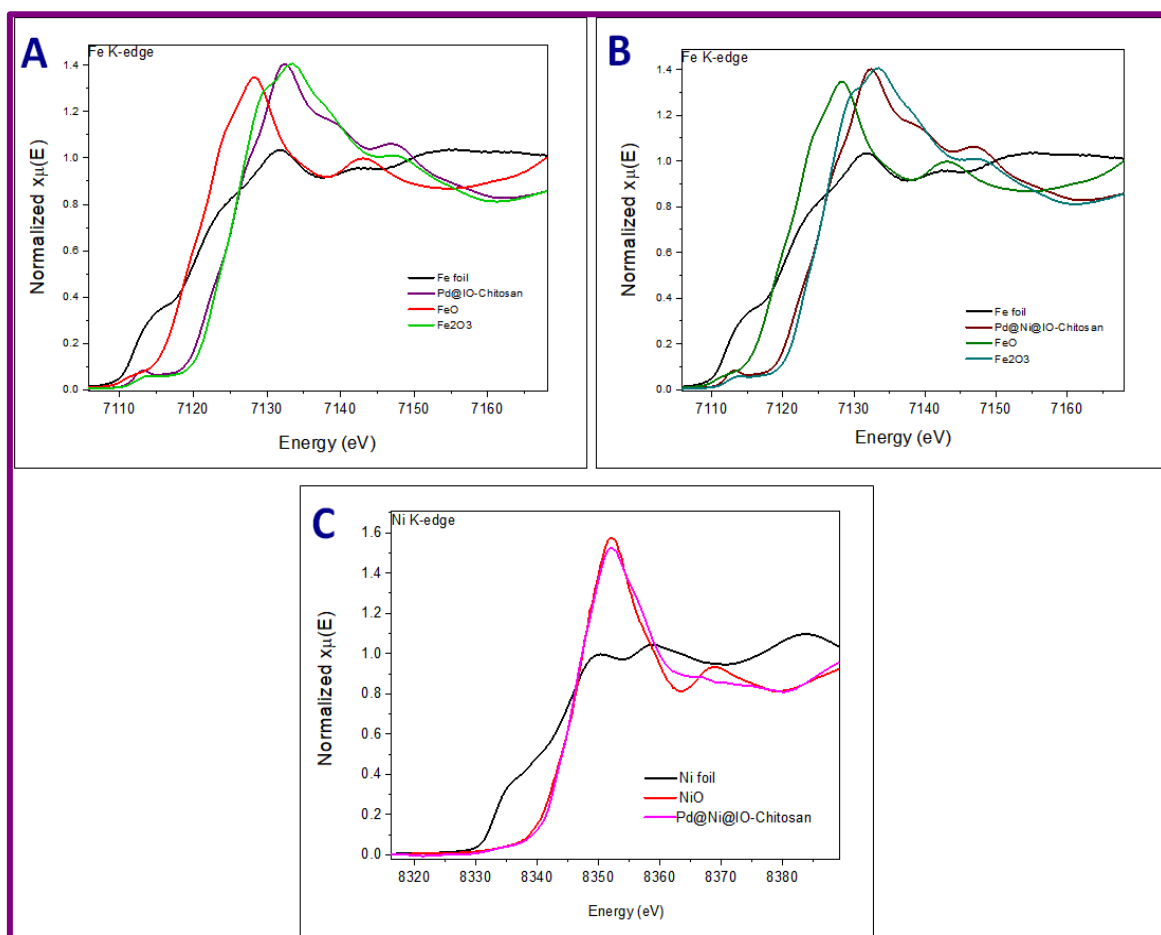 A
Fe K-edge
1.4
1.2
1.0
0.8
0.6
0.4
0.2
0.0
Normalized xμ(E)
Fe foil
Pd@IO-Chitosan
FeO
Fe2O3
7110 7120 7130 7140 7150 7160
Energy (eV)
B
Fe K-edge
1.4
1.2
1.0
0.8
0.6
0.4
0.2
0.0
Normalized xμ(E)
Fe foil
Pd@Ni@IO-Chitosan
FeO
Fe2O3
7110 7120 7130 7140 7150 7160
Energy (eV)
C
Ni K-edge
1.6
1.4
1.2
1.0
0.8
0.6
0.4
0.2
0.0
Normalized xμ(E)
Ni foil
NiO
Pd@Ni@IO-Chitosan
8320 8330 8340 8350 8360 8370 8380
Energy (eV)